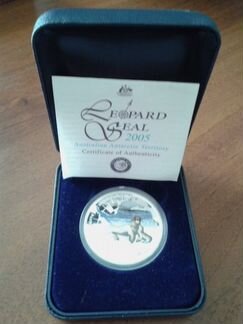 LEOPARD
SEAL
2005
Australian Antarctic Territory
Certificate of Authenticity